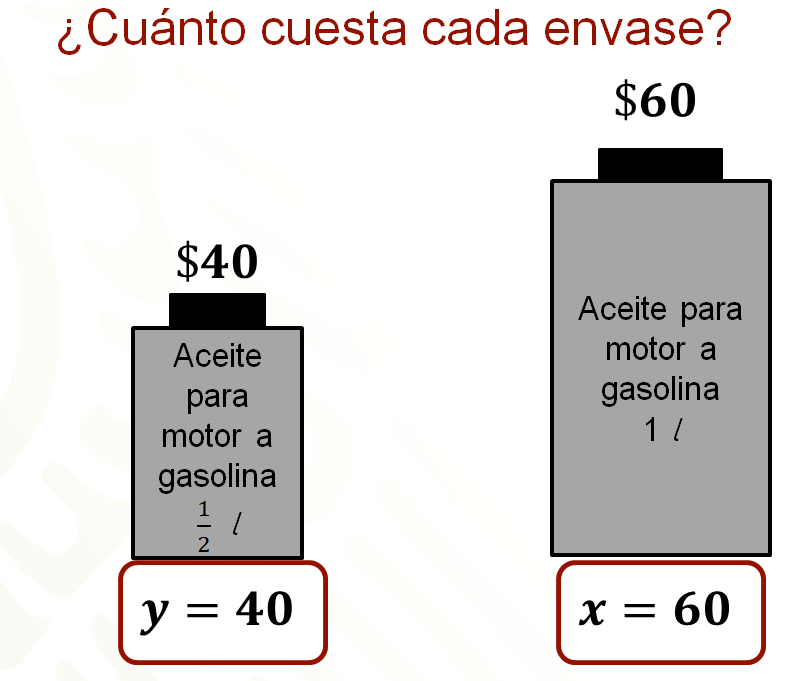 ¿Cuánto cuesta cada envase?
$60
$40
Aceite
para
motor a
gasolina
1/2 l
y = 40
Aceite para
motor a
gasolina
1 l
x = 60